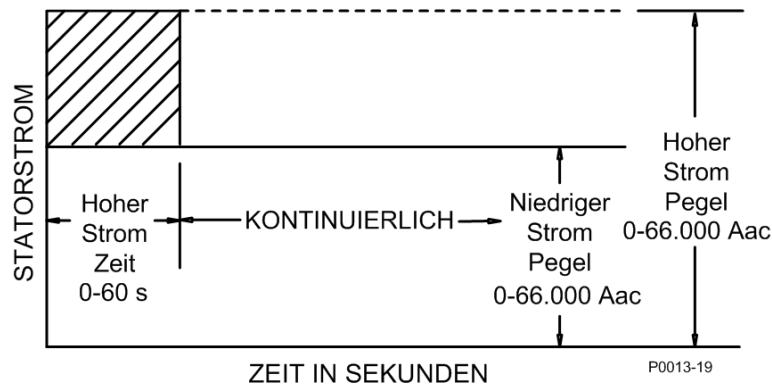 STATORSTROM
Hoher
Strom
Zeit
0-60 s
KONTINUIERLICH
Niedriger
Strom
Pegel
0-66.000 Aac
Hoher
Strom
Pegel
0-66.000 Aac
ZEIT IN SEKUNDEN
P0013-19